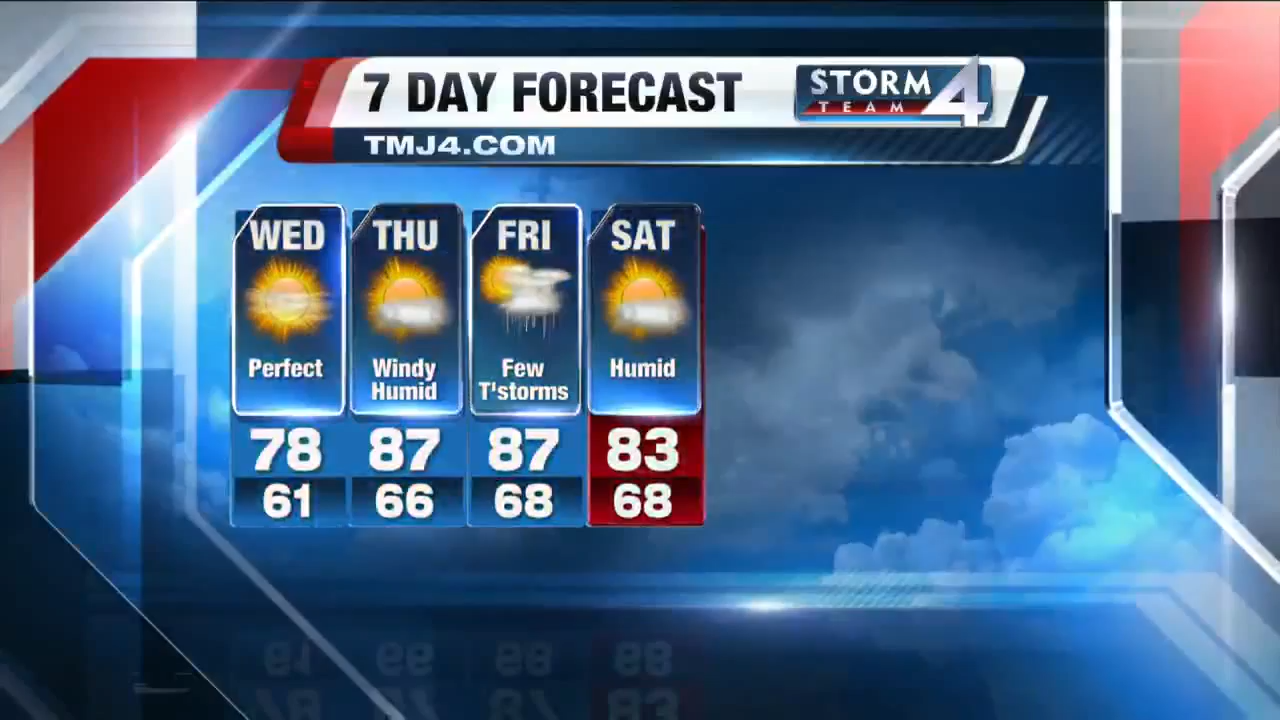 7 DAY FORECAST
STORM 4
TEAM
TMJ4.COM
WED THU FRI SAT
Perfect Windy Few Humid
Humid T'storms
78 87 87 83
61 66 68 68